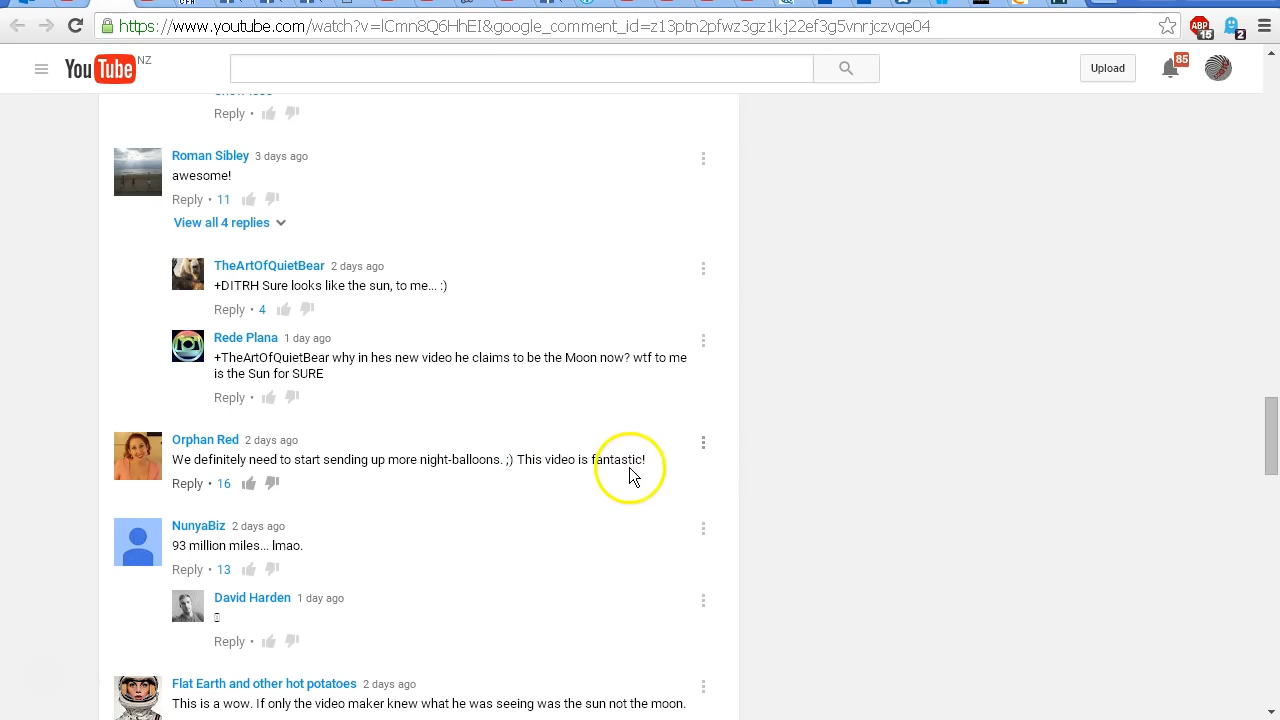 https://www.youtube.com/watch?v=lCmn8Q6HhEI&google_comment_id=z13ptn2prwz3gz1kj22ef3n5vnrjczvqe04
ABP
15
2
YouTube NZ
Upload
85
Reply •
Roman Sibley 3 days ago
awesome!
Reply • 11
View all 4 replies
TheArtOfQuietBear 2 days ago
+DITRH Sure looks like the sun, to me... :)
Reply • 4
Rede Plana 1 day ago
+TheArtOfQuietBear why in hes new video he claims to be the Moon now? wtf to me
is the Sun for SURE
Reply •
Orphan Red 2 days ago
We definitely need to start sending up more night-balloons. ;) This video is fantastic!
Reply • 16
NunyaBiz 2 days ago
93 million miles... lmao.
Reply • 13
David Harden 1 day ago
Reply •
Flat Earth and other hot potatoes 2 days ago
This is a wow. If only the video maker knew what he was seeing was the sun not the moon.